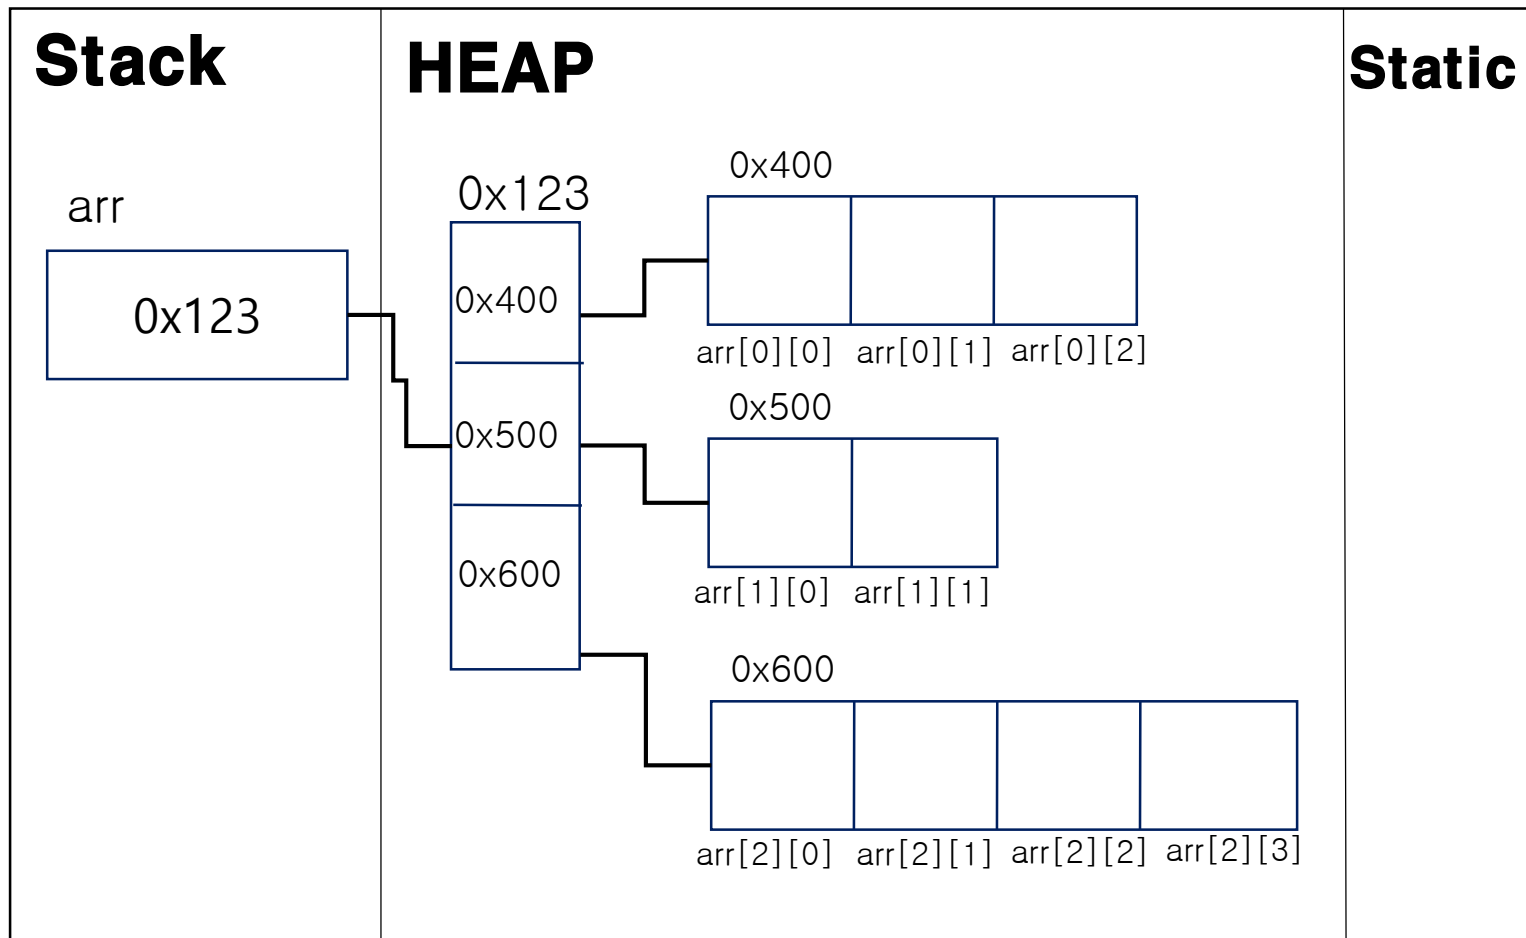 Stack
HEAP
Static
arr
0x123
0x123
0x400
0x500
0x600
0x400
arr[0][0] arr[0][1] arr[0][2]
0x500
arr[1][0] arr[1][1]
0x600
arr[2][0] arr[2][1] arr[2][2] arr[2][3]